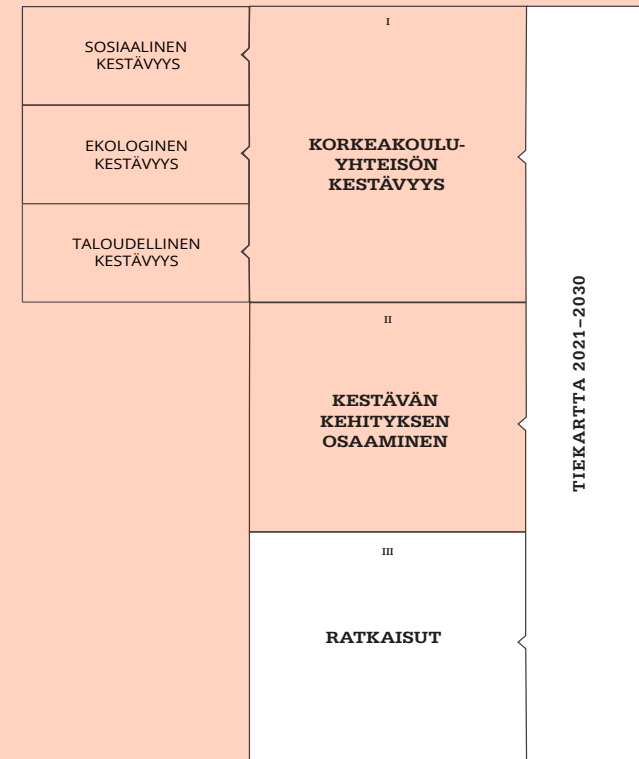 SOSIAALINEN
KESTÄVYYS
EKOLOGINEN
KESTÄVYYS
TALOUDELLINEN
KESTÄVYYS
I
KORKEAKOULU-
YHTEISÖN
KESTÄVYYS
II
KESTÄVÄN
KEHITYKSEN
OSAAMINEN
III
RATKAISUT
TIEKARTTA 2021–2030